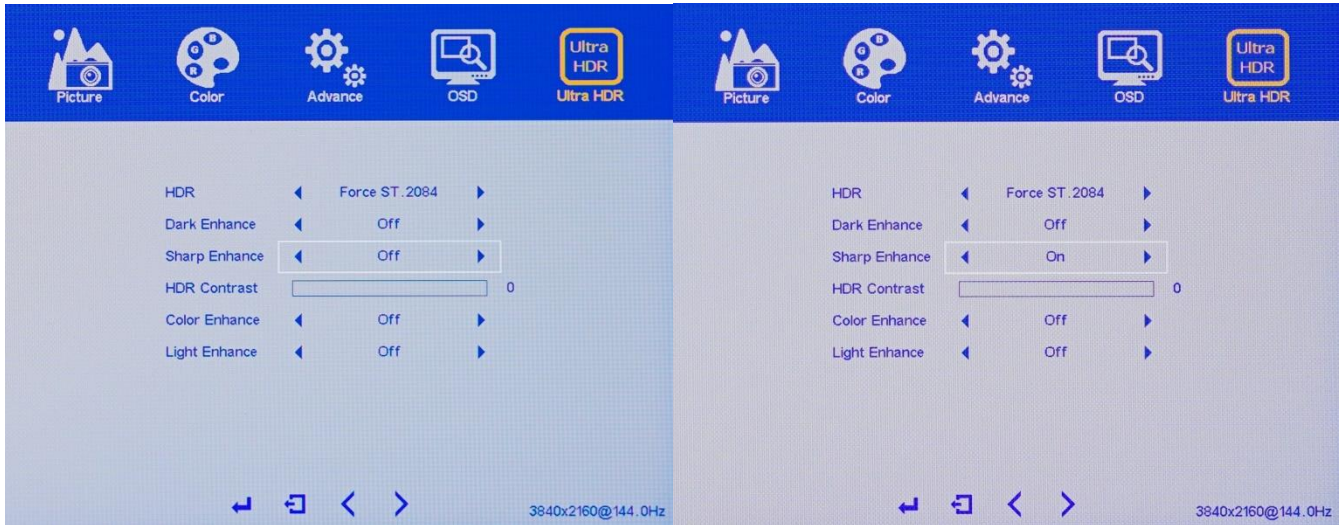 Picture
Color
Advance
OSD
Ultra
HDR
Ultra HDR
HDR Force ST.2084
Dark Enhance Off
Sharp Enhance Off
HDR Contrast 0
Color Enhance Off
Light Enhance Off
3840x2160@144.0Hz
Picture
Color
Advance
OSD
Ultra
HDR
Ultra HDR
HDR Force ST.2084
Dark Enhance Off
Sharp Enhance On
HDR Contrast 0
Color Enhance Off
Light Enhance Off
3840x2160@144.0Hz